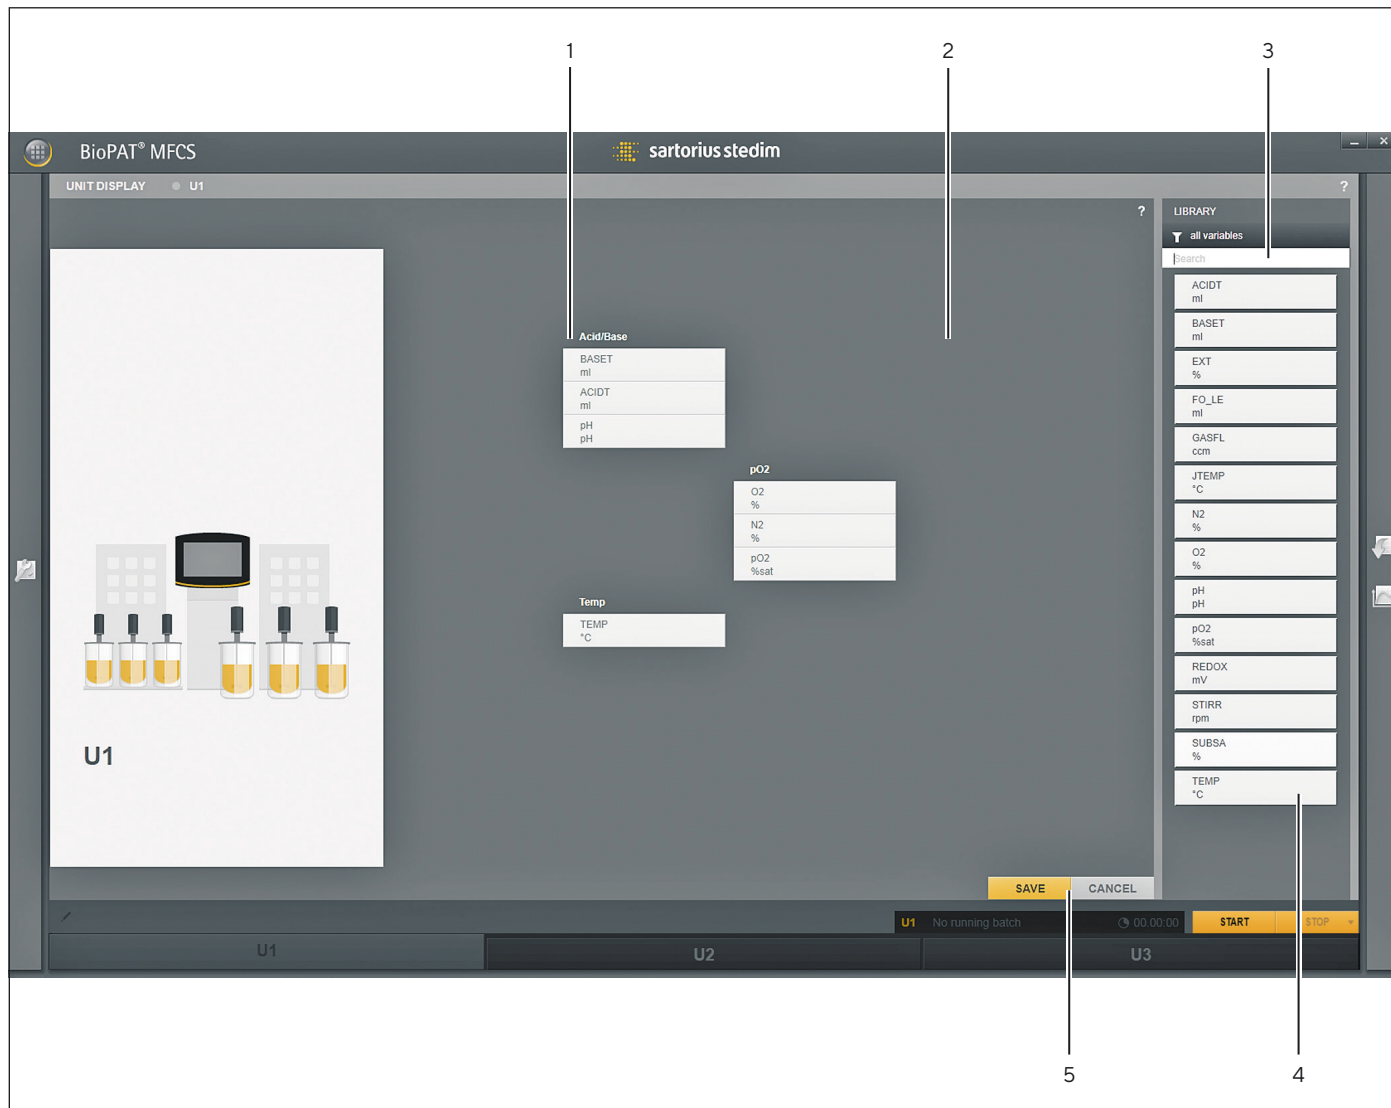 1
2
3
BioPAT® MFCS
sartorius stedim
UNIT DISPLAY
U1
?
?
LIBRARY
all variables
Search
ACIDT
ml
BASET
ml
EXT
%
FO_LE
ml
GASFL
ccm
JTEMP
°C
N2
%
O2
%
pH
pH
pO2
%sat
REDOX
mV
STIRR
rpm
SUBSA
%
TEMP
°C
Acid/Base
BASET
ml
ACIDT
ml
pH
pH
pO2
O2
%
N2
%
pO2
%sat
Temp
TEMP
°C
U1
SAVE
CANCEL
U1 No running batch 00.00:00
START
STOP
U1
U2
U3
5
4